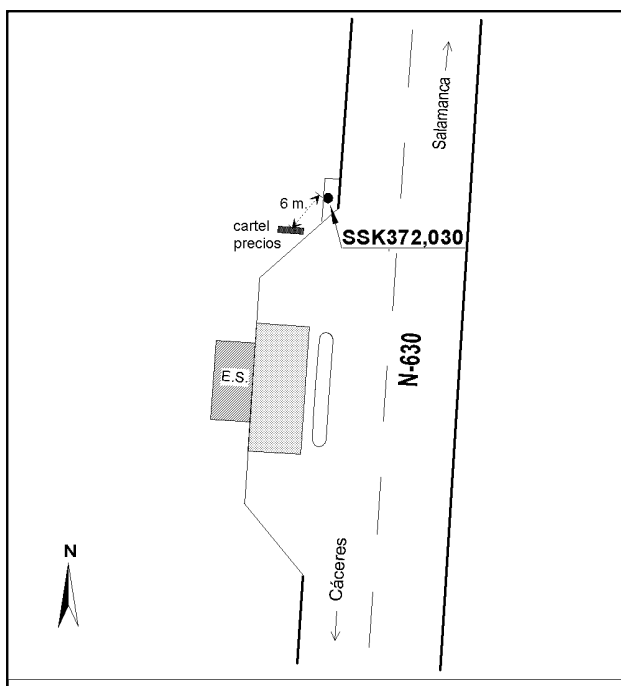 Salamanca
6 m.
cartel
precios
SSK372,030
N-630
E.S.
N
Cáceres